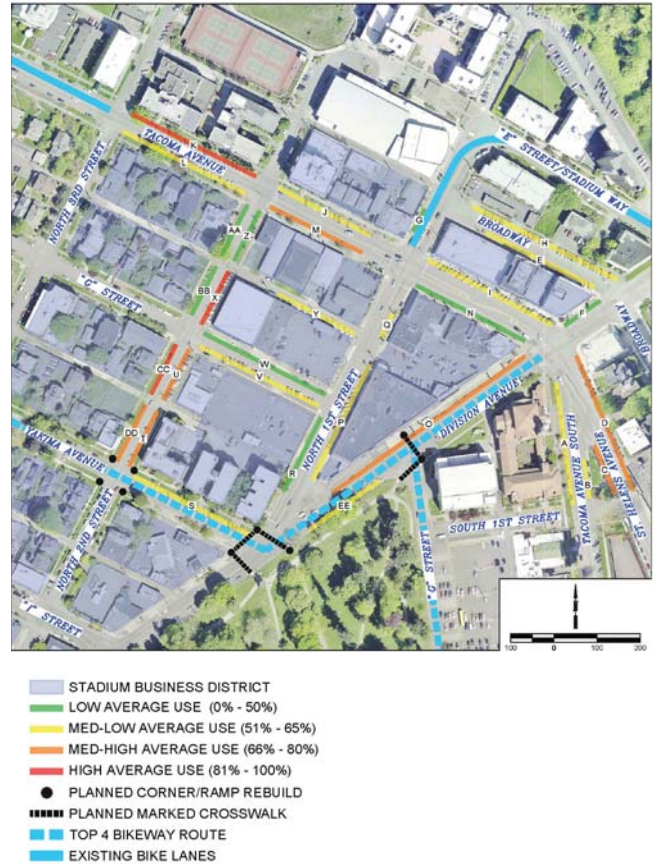 "E" STREET/STADIUM WAY
K
TACOMA AVENUE
L
NORTH 3RD STREET
J
G
BROADWAY
H
AA
Z
M
E
"G" STREET
BB
X
I
F
Y
N
BROADWAY
Q
CC
U
W
V
NORTH 1ST STREET
P
O
DIVISION AVENUE
DD
T
YAKIMA AVENUE
R
A
D
C
B
TACOMA AVENUE SOUTH
ST. HELENS AVENUE
S
EE
NORTH 2ND STREET
SOUTH 1ST STREET
"G" STREET
"I" STREET
100
0
100
200
STADIUM BUSINESS DISTRICT
LOW AVERAGE USE (0% - 50%)
MED-LOW AVERAGE USE (51% - 65%)
MED-HIGH AVERAGE USE (66% - 80%)
HIGH AVERAGE USE (81% - 100%)
PLANNED CORNER/RAMP REBUILD
PLANNED MARKED CROSSWALK
TOP 4 BIKEWAY ROUTE
EXISTING BIKE LANES